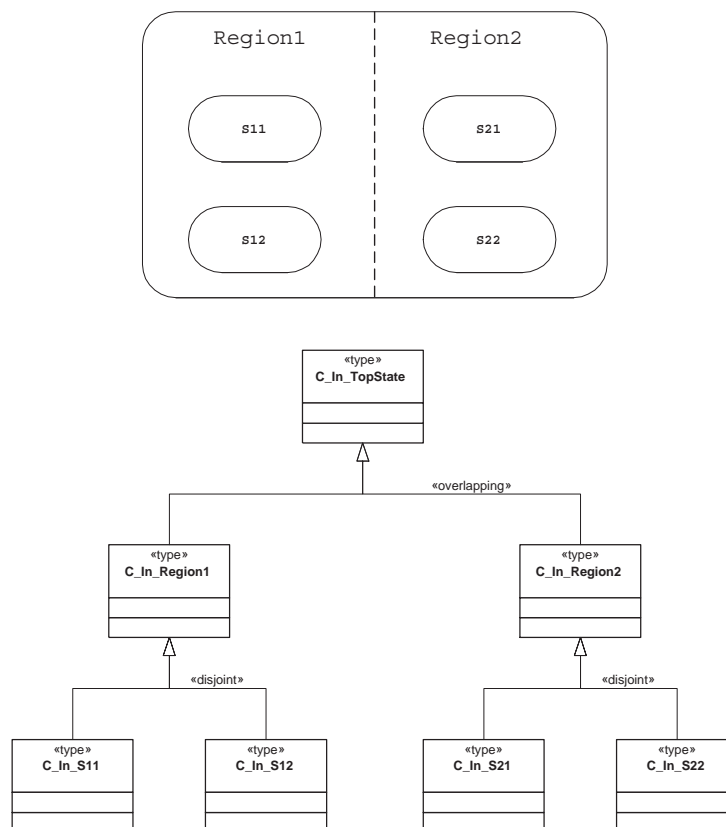 Region1 Region2
S11 S21
S12 S22
«type»
C_In_TopState
«overlapping»
«type» «type»
C_In_Region1 C_In_Region2
«disjoint» «disjoint»
«type» «type» «type» «type»
C_In_S11 C_In_S12 C_In_S21 C_In_S22